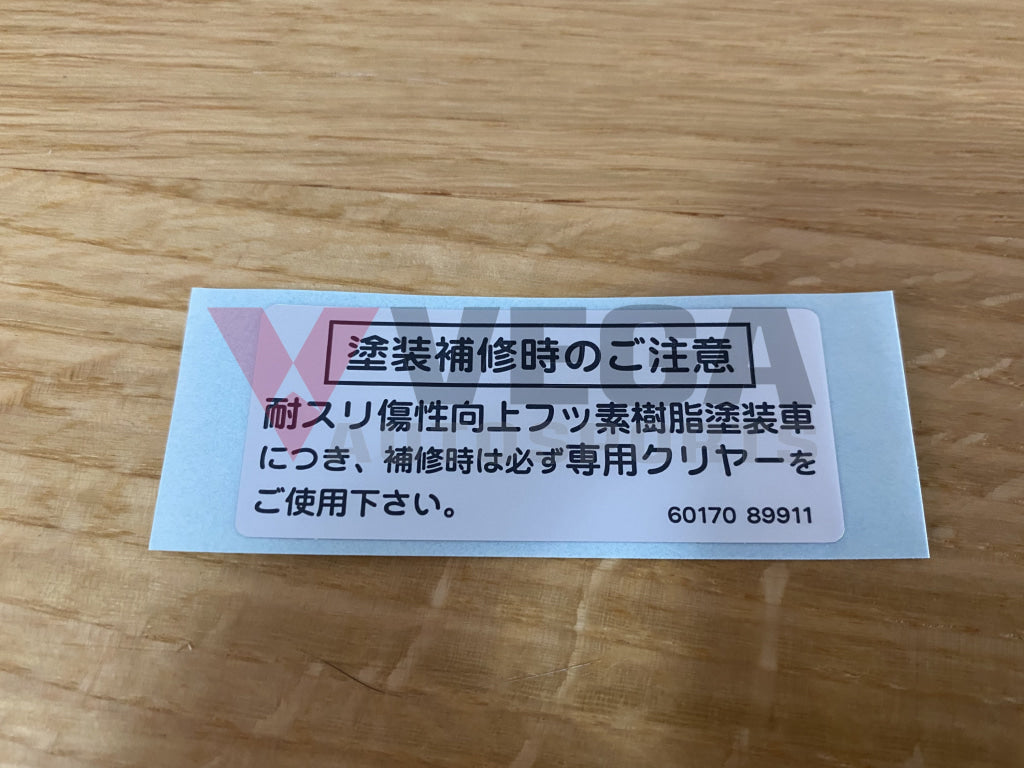 塗装補修時のご注意
耐スリ傷性向上フッ素樹脂塗装車
につき、補修時は必ず専用クリヤーを
ご使用下さい。
60170 89911
VEGA
AUTOSPORTS